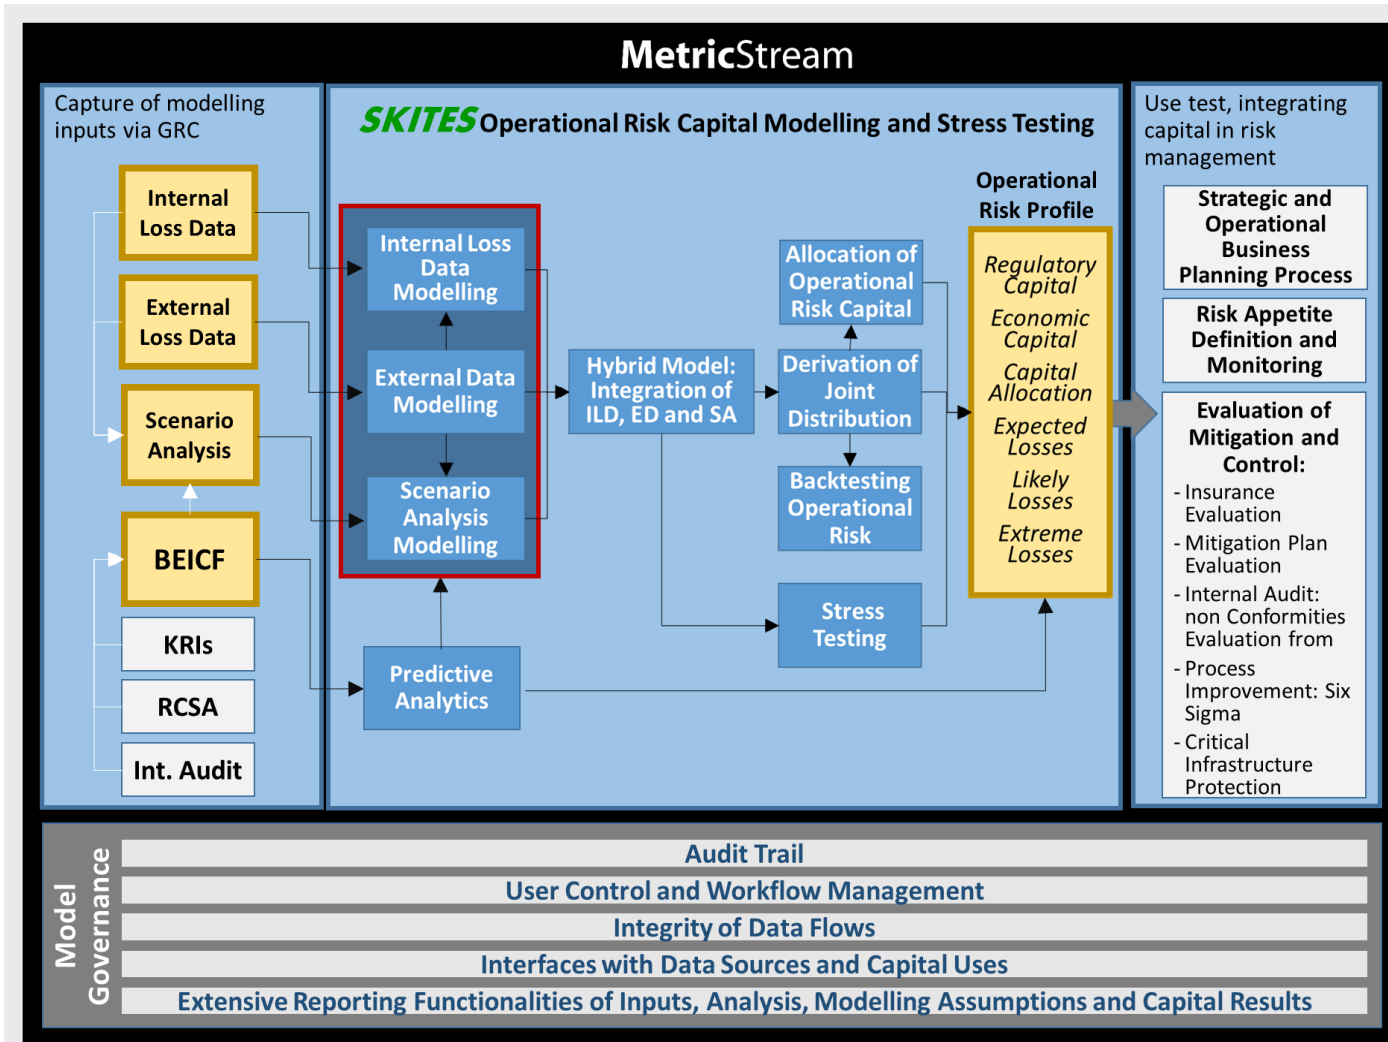 MetricStream
Capture of modelling
inputs via GRC
Internal
Loss Data
External
Loss Data
Scenario
Analysis
BEICF
KRIs
RCSA
Int. Audit
SKITES Operational Risk Capital Modelling and Stress Testing
Internal Loss
Data
Modelling
External Data
Modelling
Scenario
Analysis
Modelling
Predictive
Analytics
Hybrid Model:
Integration of
ILD, ED and SA
Allocation of
Operational
Risk Capital
Derivation of
Joint
Distribution
Backtesting
Operational
Risk
Stress
Testing
Operational
Risk Profile
Regulatory
Capital
Economic
Capital
Capital
Allocation
Expected
Losses
Likely
Losses
Extreme
Losses
Use test, integrating
capital in risk
management
Strategic and
Operational
Business
Planning Process
Risk Appetite
Definition and
Monitoring
Evaluation of
Mitigation and
Control:
- Insurance
Evaluation
- Mitigation Plan
Evaluation
- Internal Audit:
non Conformities
Evaluation from
- Process
Improvement: Six
Sigma
- Critical
Infrastructure
Protection
Model
Governance
Audit Trail
User Control and Workflow Management
Integrity of Data Flows
Interfaces with Data Sources and Capital Uses
Extensive Reporting Functionalities of Inputs, Analysis, Modelling Assumptions and Capital Results